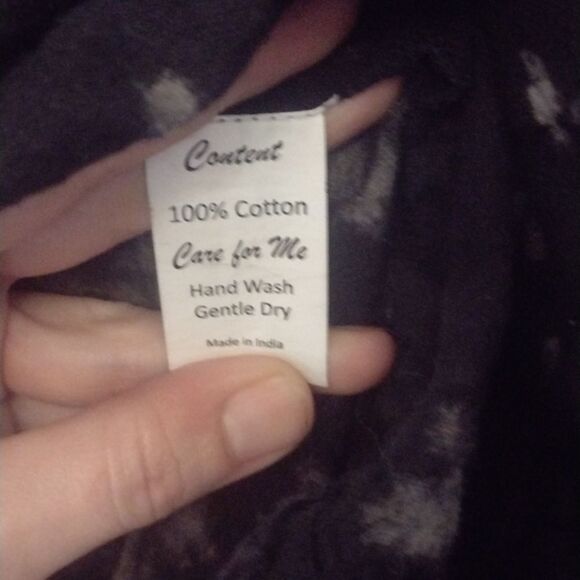 Content
100% Cotton
Care for Me
Hand Wash
Gentle Dry
Made in India